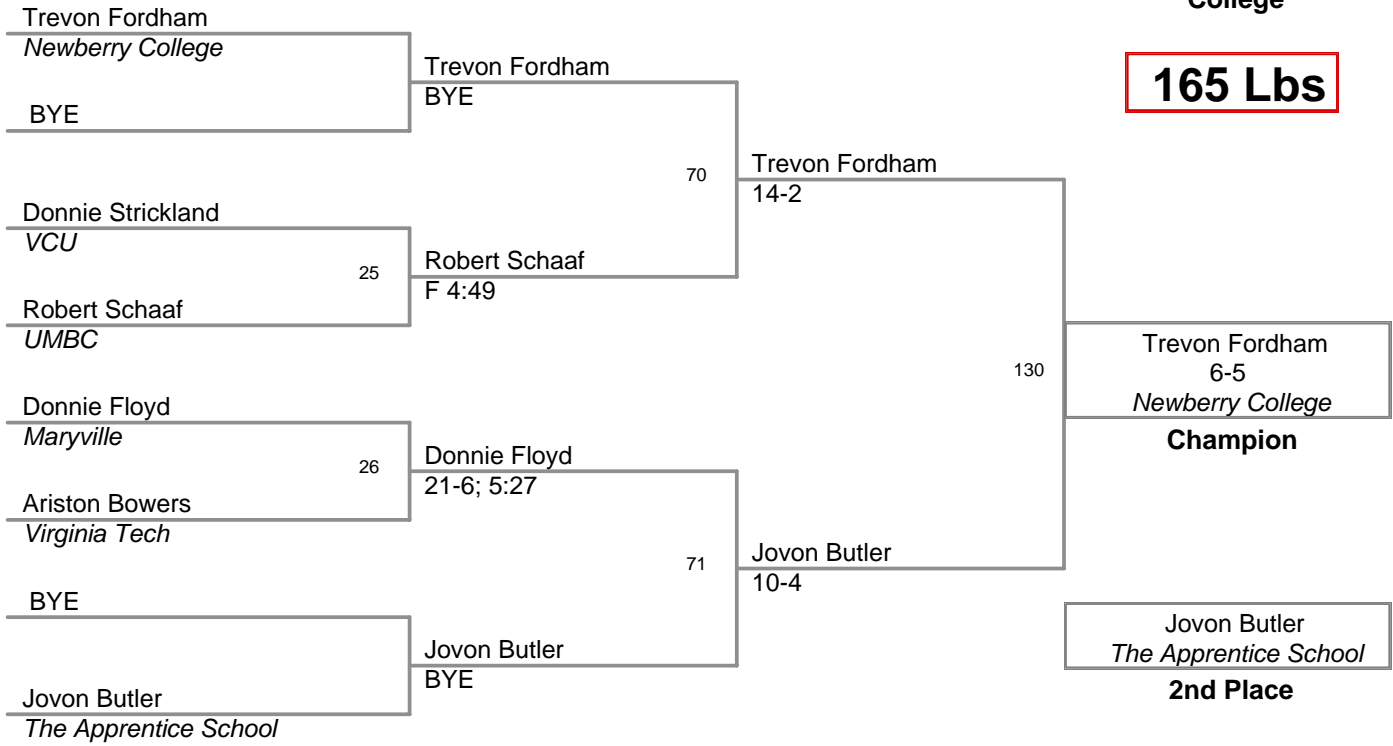 College
165 Lbs
Trevon Fordham
Newberry College
BYE
Donnie Strickland
VCU
25
Robert Schaaf
UMBC
Donnie Floyd
Maryville
26
Ariston Bowers
Virginia Tech
BYE
Jovon Butler
The Apprentice School
Trevon Fordham
BYE
70
Robert Schaaf
F 4:49
Donnie Floyd
21-6; 5:27
71
Jovon Butler
BYE
Trevon Fordham
14-2
130
Jovon Butler
10-4
Trevon Fordham
6-5
Newberry College
Champion
Jovon Butler
The Apprentice School
2nd Place